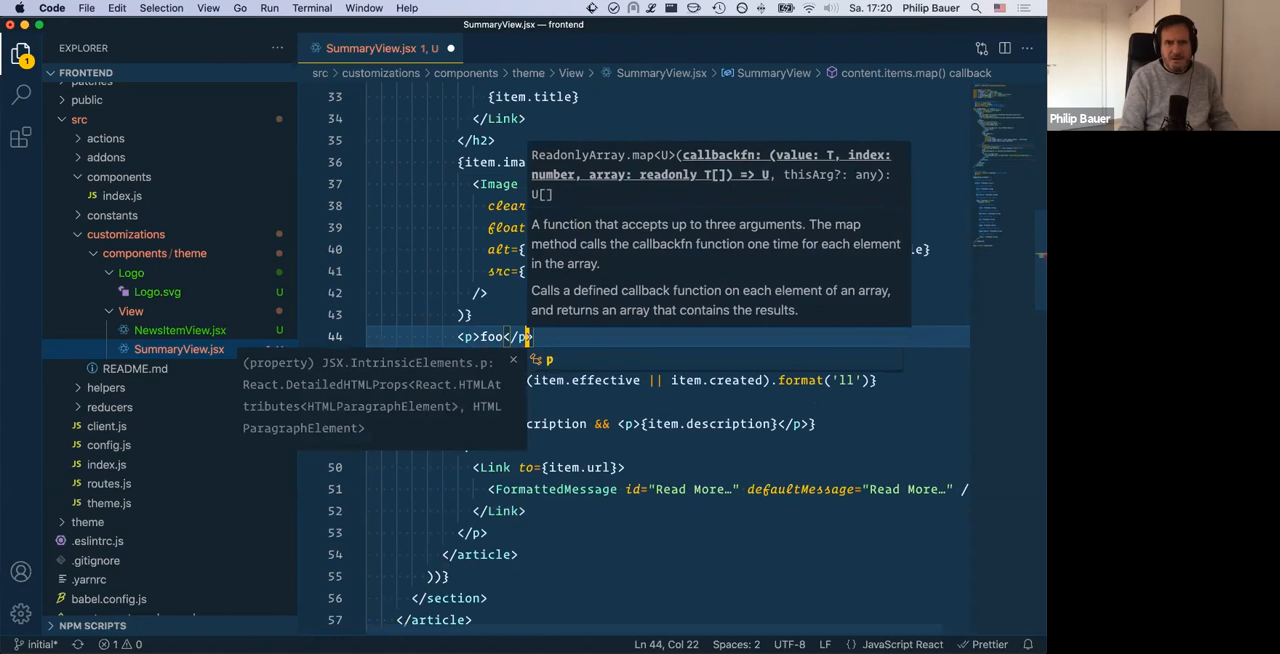 Code File Edit Selection View Go Run Terminal Window Help Sa. 17:20 Philip Bauer
SummaryView.jsx — frontend
EXPLORER
SummaryView.jsx 1, U
src > customizations > components > theme > View > SummaryView.jsx > SummaryView > content.items.map() callback
FRONTEND
patches
public
src
actions
addons
components
index.js
constants
customizations
components / theme
Logo
Logo.svg U
View
NewsItemView.jsx U
SummaryView.jsx
README.md
helpers
reducers
client.js
config.js
index.js
routes.js
theme.js
theme
.eslintrc.js
.gitignore
.yarnrc
babel.config.js
NPM SCRIPTS
33 {item.title}
34 </Link>
35 </h2>
36 {item.ima
37 <Image
38 clear
39 float
40 alt={ le}
41 src={
42 />
43 )}
44 <p>foo</p>
(item.effective || item.created).format('ll')}
cription && <p>{item.description}</p>}
50 <Link to={item.url}>
51 <FormattedMessage id="Read More…" defaultMessage="Read More…" /
52 </Link>
53 </p>
54 </article>
55 ))}
56 </section>
57 </article>
ReadonlyArray.map<U>(callbackfn: (value: T, index:
number, array: readonly T[]) => U, thisArg?: any):
U[]
A function that accepts up to three arguments. The map
method calls the callbackfn function one time for each element
in the array.
Calls a defined callback function on each element of an array,
and returns an array that contains the results.
p
(property) JSX.IntrinsicElements.p:
React.DetailedHTMLProps<React.HTMLAt
tributes<HTMLParagraphElement>, HTML
ParagraphElement>
initial* 1 0 Ln 44, Col 22 Spaces: 2 UTF-8 LF {} JavaScript React Prettier
Philip Bauer